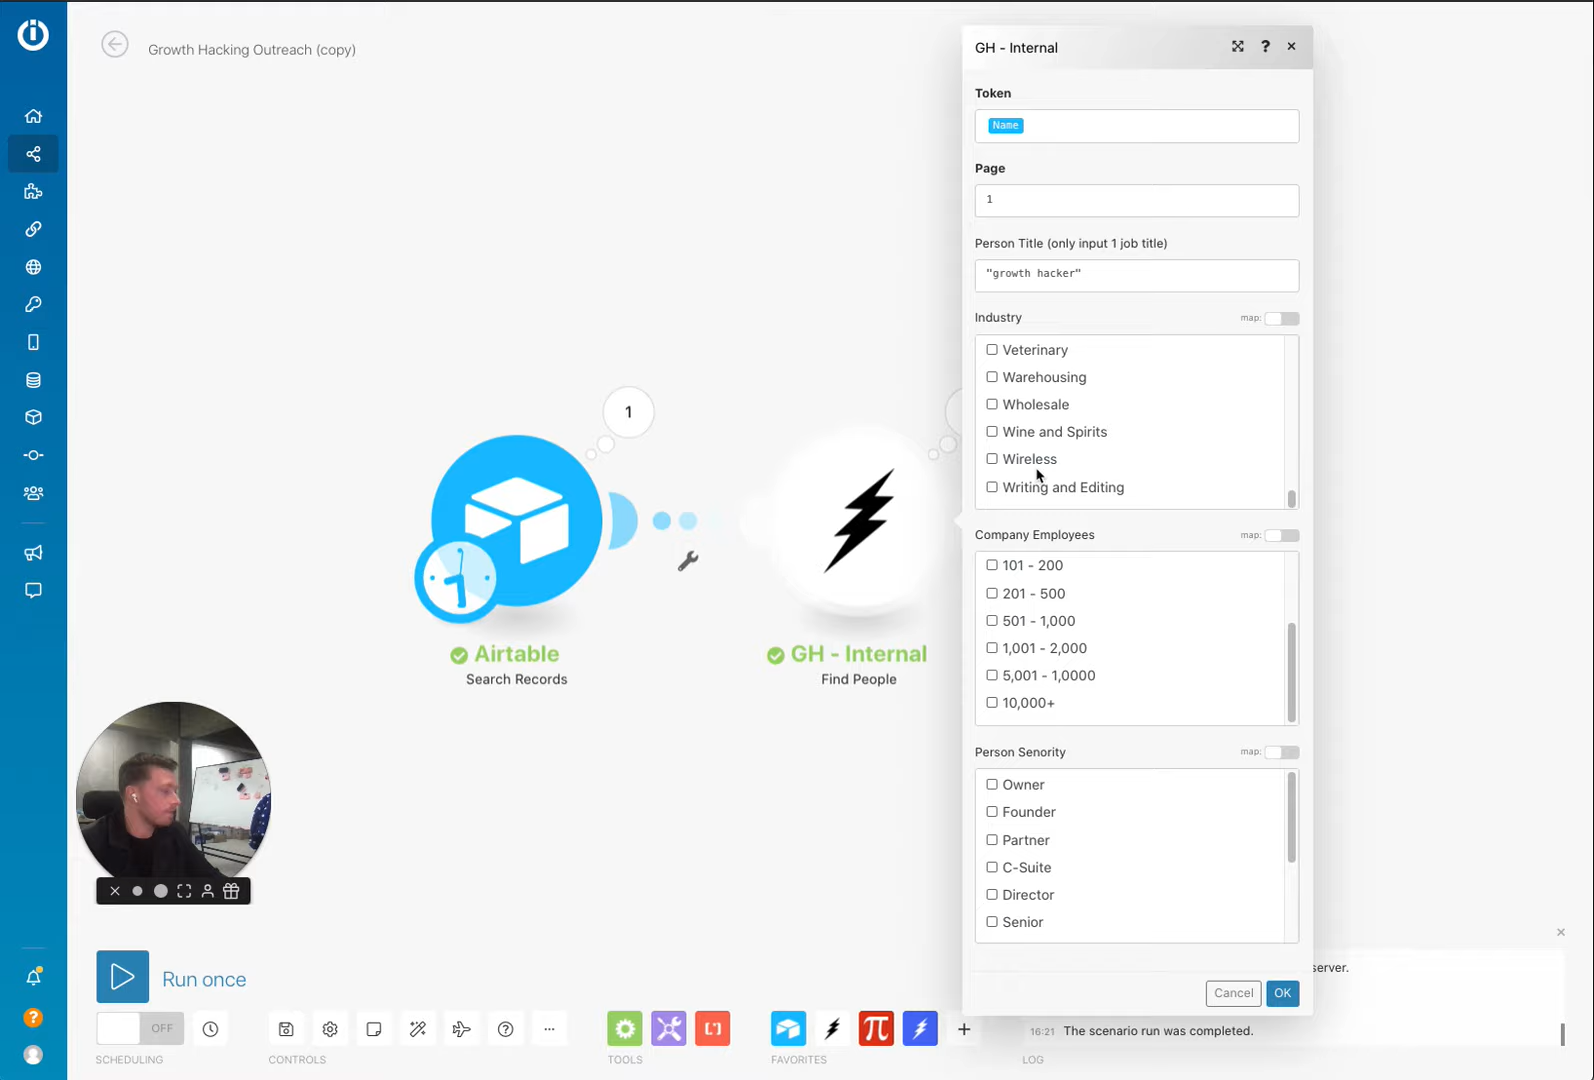 Growth Hacking Outreach (copy)
GH - Internal
?
Token
Name
Page
1
Person Title (only input 1 job title)
"growth hacker"
Industry
map:
Veterinary
Warehousing
Wholesale
Wine and Spirits
Wireless
Writing and Editing
Company Employees
map:
101 - 200
201 - 500
501 - 1,000
1,001 - 2,000
5,001 - 1,0000
10,000+
Person Senority
map:
Owner
Founder
Partner
C-Suite
Director
Senior
Cancel
OK
1
Airtable
Search Records
GH - Internal
Find People
Run once
OFF
SCHEDULING
CONTROLS
TOOLS
FAVORITES
LOG
server.
16:21 The scenario run was completed.